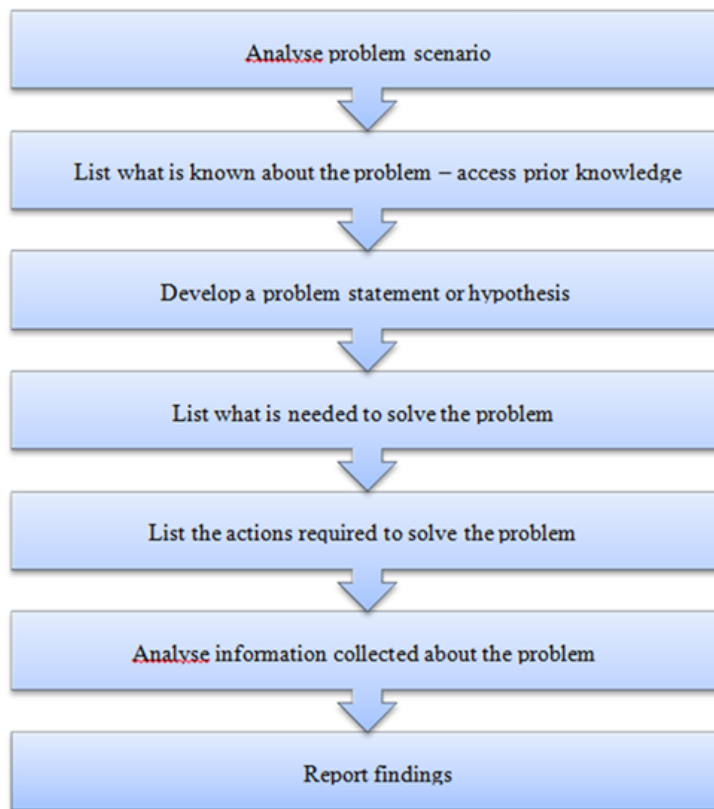 Analyse problem scenario
List what is known about the problem – access prior knowledge
Develop a problem statement or hypothesis
List what is needed to solve the problem
List the actions required to solve the problem
Analyse information collected about the problem
Report findings